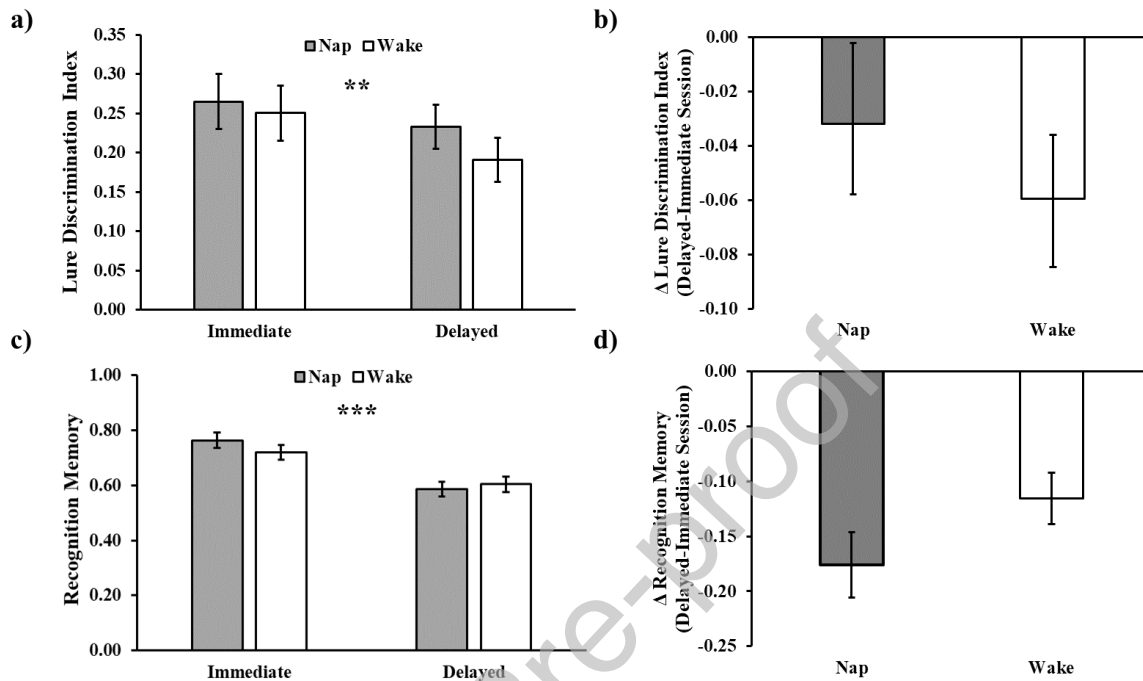 a)
Nap Wake
**
Lure Discrimination Index
0.35
0.30
0.25
0.20
0.15
0.10
0.05
0.00
Immediate Delayed
b)
Δ Lure Discrimination Index
(Delayed-Immediate Session)
0.00
-0.02
-0.04
-0.06
-0.08
-0.10
Nap Wake
c)
Nap Wake
***
Recognition Memory
1.00
0.80
0.60
0.40
0.20
0.00
Immediate Delayed
d)
Δ Recognition Memory
(Delayed-Immediate Session)
0.00
-0.05
-0.10
-0.15
-0.20
-0.25
Nap Wake
re-proof